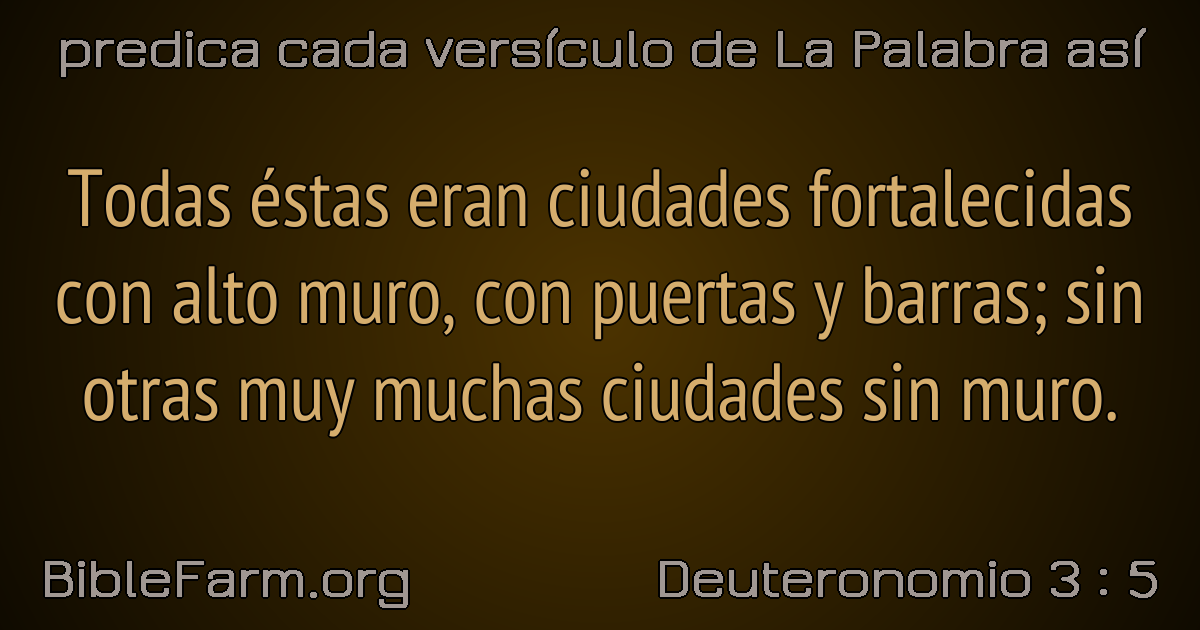 predica cada versículo de La Palabra así
Todas éstas eran ciudades fortalecidas
con alto muro, con puertas y barras; sin
otras muy muchas ciudades sin muro.
BibleFarm.org
Deuteronomio 3 : 5